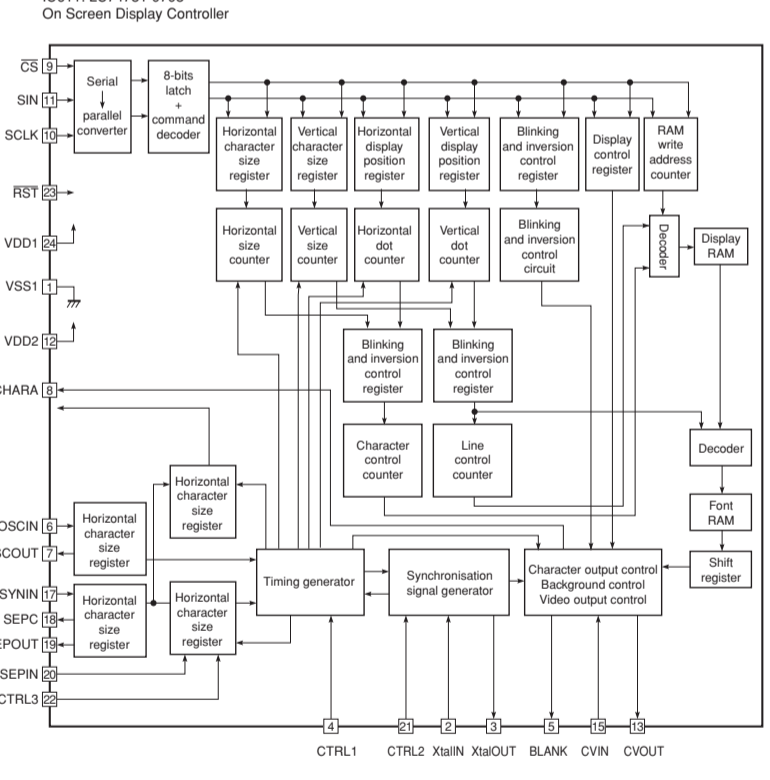 On Screen Display Controller
CS 9
SIN 11
SCLK 10
RST 23
VDD1 24
VSS1 1
VDD2 12
8
6
7
SYNIN 17
SEPC 18
19
SEPIN 20
CTRL3 22
Serial
parallel
converter
8-bits
latch
+
command
decoder
Horizontal
character
size
register
Vertical
character
size
register
Horizontal
display
position
register
Vertical
display
position
register
Blinking
and inversion
control
register
Display
control
register
RAM
write
address
counter
Horizontal
size
counter
Vertical
size
counter
Horizontal
dot
counter
Vertical
dot
counter
Blinking
and inversion
control
circuit
Decoder
Display
RAM
Blinking
and inversion
control
register
Blinking
and inversion
control
register
Character
control
counter
Line
control
counter
Decoder
Font
RAM
Shift
register
Horizontal
character
size
register
Horizontal
character
size
register
Horizontal
character
size
register
Horizontal
character
size
register
Timing generator
Synchronisation
signal generator
Character output control
Background control
Video output control
4
21
2
3
5
15
13
CTRL1
CTRL2
XtalIN
XtalOUT
BLANK
CVIN
CVOUT